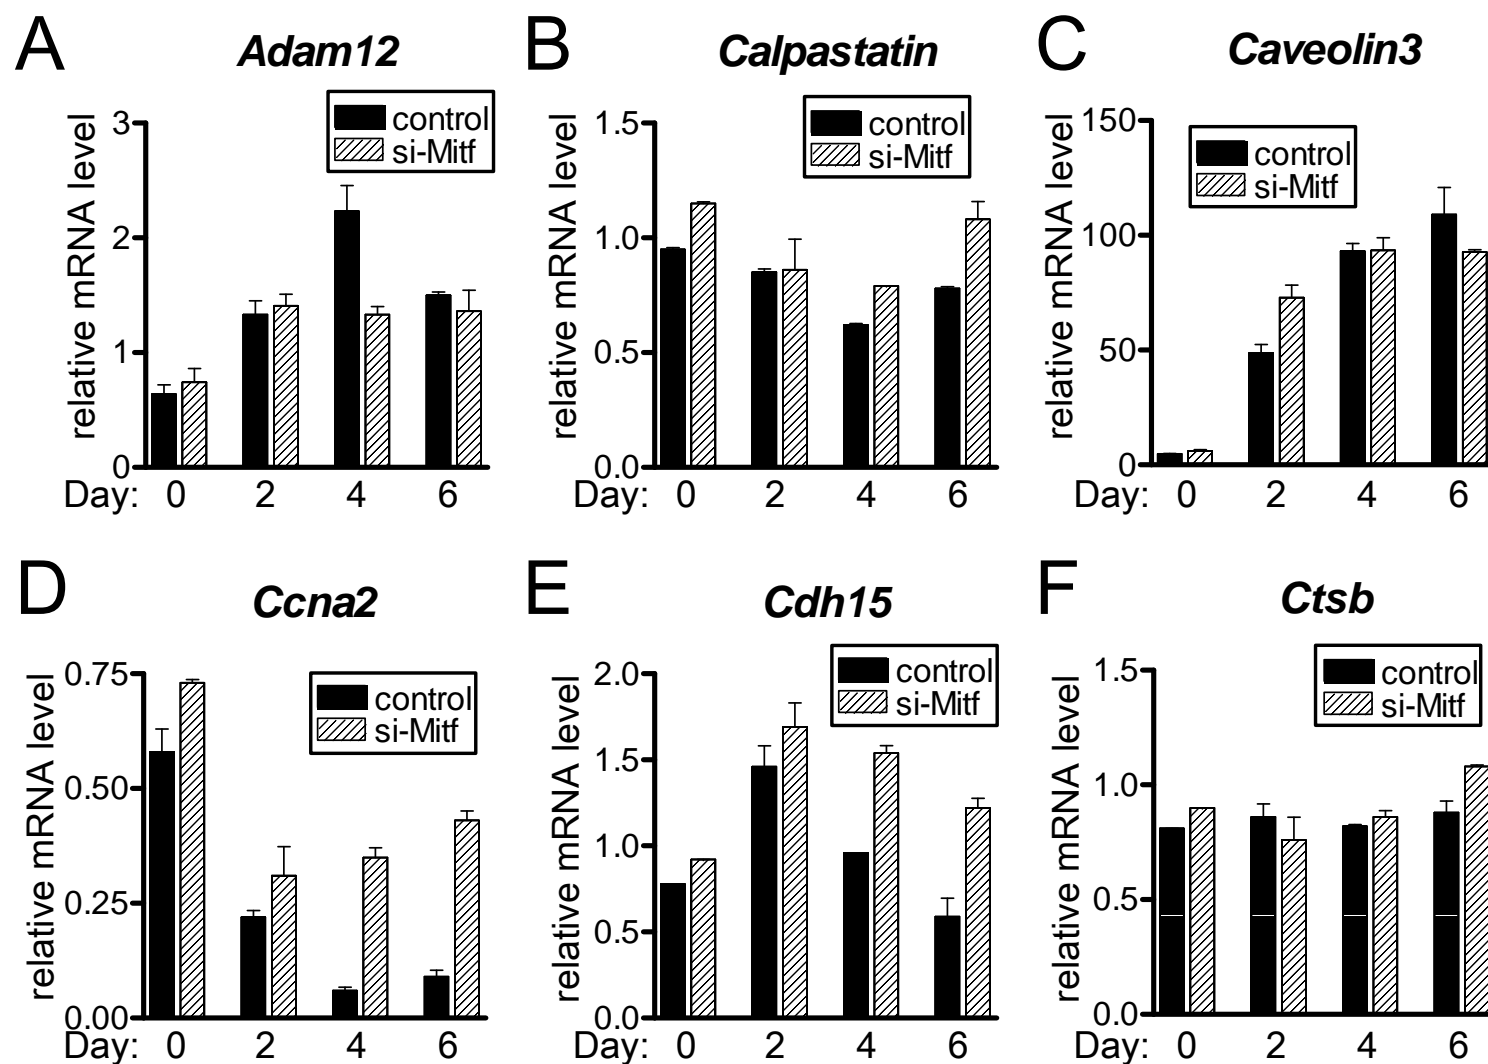 A
Adam12
relative mRNA level
3
2
1
0
control
si-Mitf
Day: 0 2 4 6
B
Calpastatin
relative mRNA level
1.5
1.0
0.5
0.0
control
si-Mitf
Day: 0 2 4 6
C
Caveolin3
relative mRNA level
150
100
50
0
control
si-Mitf
Day: 0 2 4 6
D
Ccna2
relative mRNA level
0.75
0.50
0.25
0.00
control
si-Mitf
Day: 0 2 4 6
E
Cdh15
relative mRNA level
2.0
1.5
1.0
0.5
0.0
control
si-Mitf
Day: 0 2 4 6
F
Ctsb
relative mRNA level
1.5
1.0
0.5
0.0
control
si-Mitf
Day: 0 2 4 6